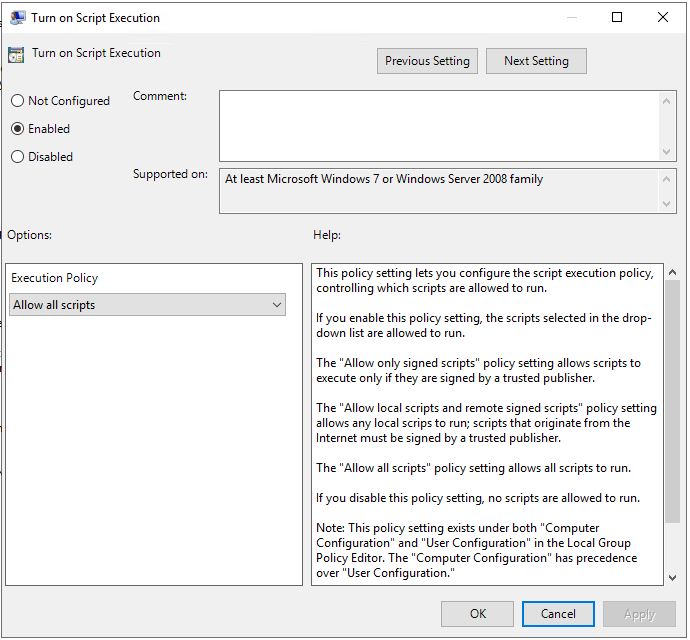 Turn on Script Execution
Turn on Script Execution
Previous Setting
Next Setting
Not Configured
Enabled
Disabled
Comment:
Supported on:
At least Microsoft Windows 7 or Windows Server 2008 family
Options:
Help:
Execution Policy
Allow all scripts
This policy setting lets you configure the script execution policy,
controlling which scripts are allowed to run.
If you enable this policy setting, the scripts selected in the drop-
down list are allowed to run.
The "Allow only signed scripts" policy setting allows scripts to
execute only if they are signed by a trusted publisher.
The "Allow local scripts and remote signed scripts" policy setting
allows any local scrips to run; scripts that originate from the
Internet must be signed by a trusted publisher.
The "Allow all scripts" policy setting allows all scripts to run.
If you disable this policy setting, no scripts are allowed to run.
Note: This policy setting exists under both "Computer
Configuration" and "User Configuration" in the Local Group
Policy Editor. The "Computer Configuration" has precedence
over "User Configuration."
OK
Cancel
Apply